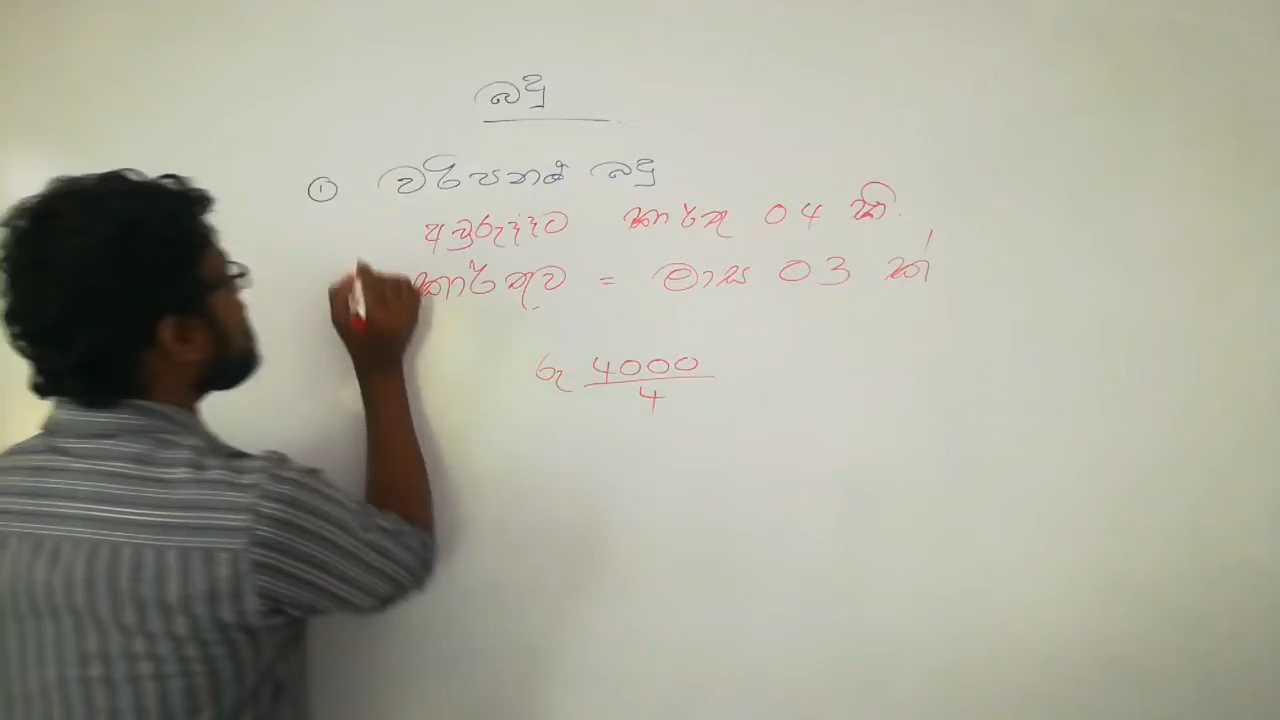 බදු
① වරිපනම් බදු
අවුරුද්දට කාර්තු 04 කි.
කාර්තුව = මාස 03 ක්
රු 4000
4